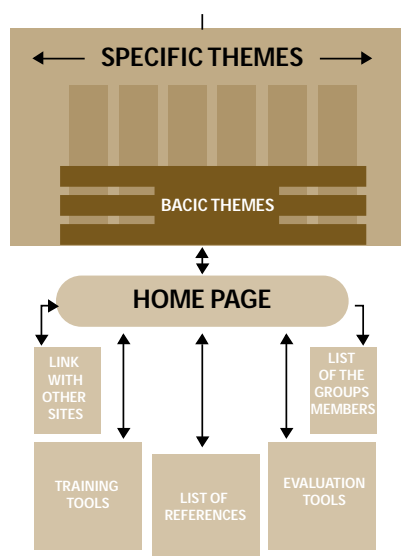 SPECIFIC THEMES
BACIC THEMES
HOME PAGE
LINK
WITH
OTHER
SITES
LIST
OF THE
GROUPS
MEMBERS
TRAINING
TOOLS
LIST OF
REFERENCES
EVALUATION
TOOLS